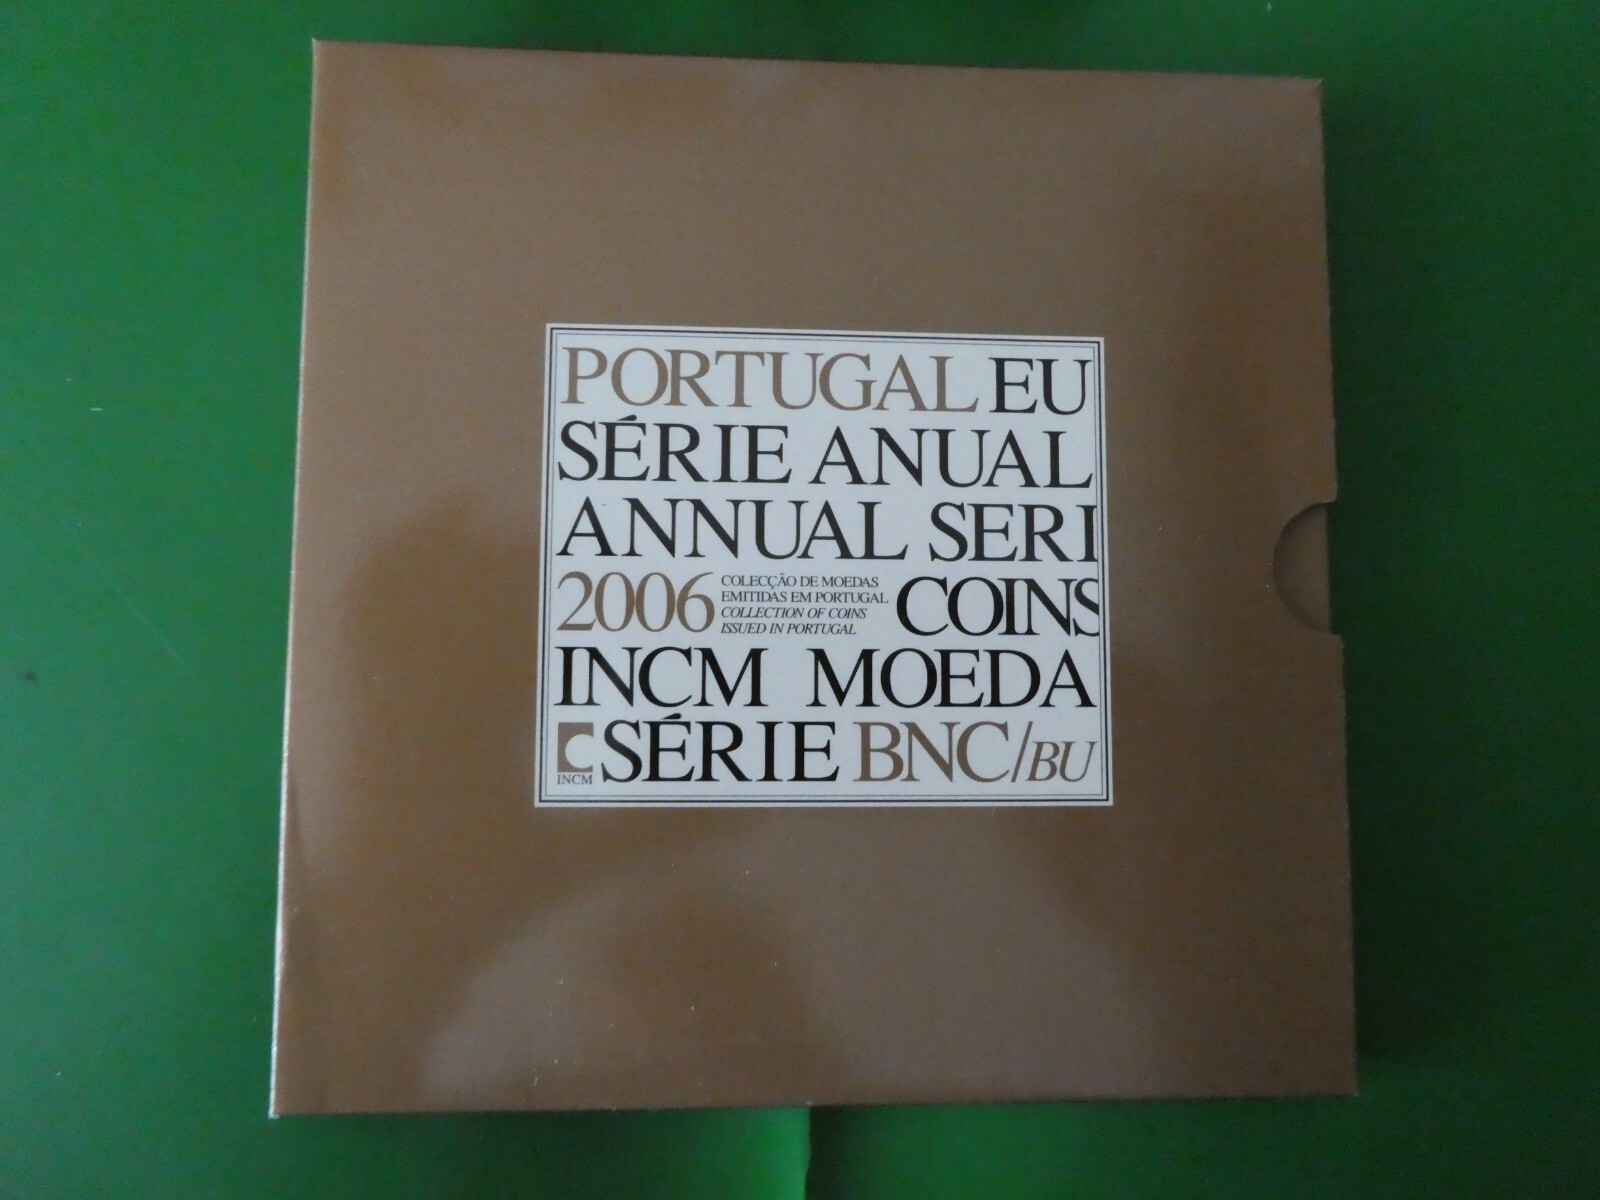 PORTUGAL EU
SÉRIE ANUAL
ANNUAL SERI
2006 COLECÇÃO DE MOEDAS
EMITIDAS EM PORTUGAL
COLLECTION OF COINS
ISSUED IN PORTUGAL
COINS
INCM MOEDA
INCM SÉRIE BNC/BU